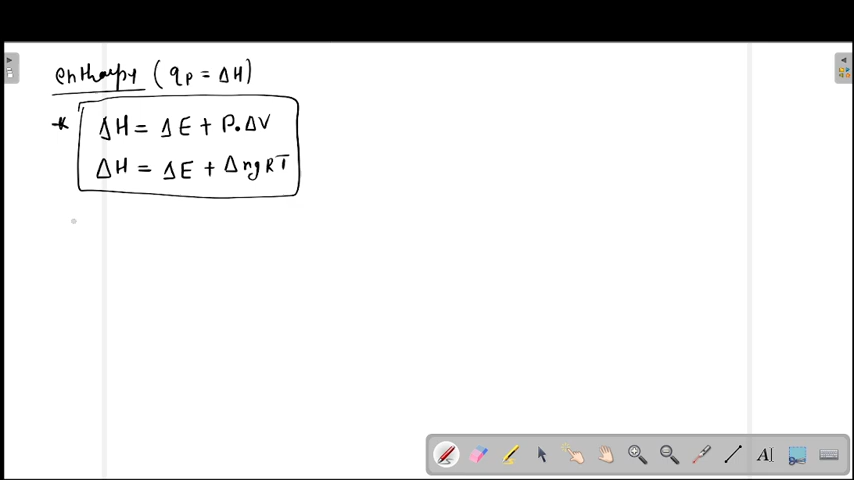 enthalpy (qp = ΔH)
* ΔH = ΔE + P.ΔV
ΔH = ΔE + ΔngRT